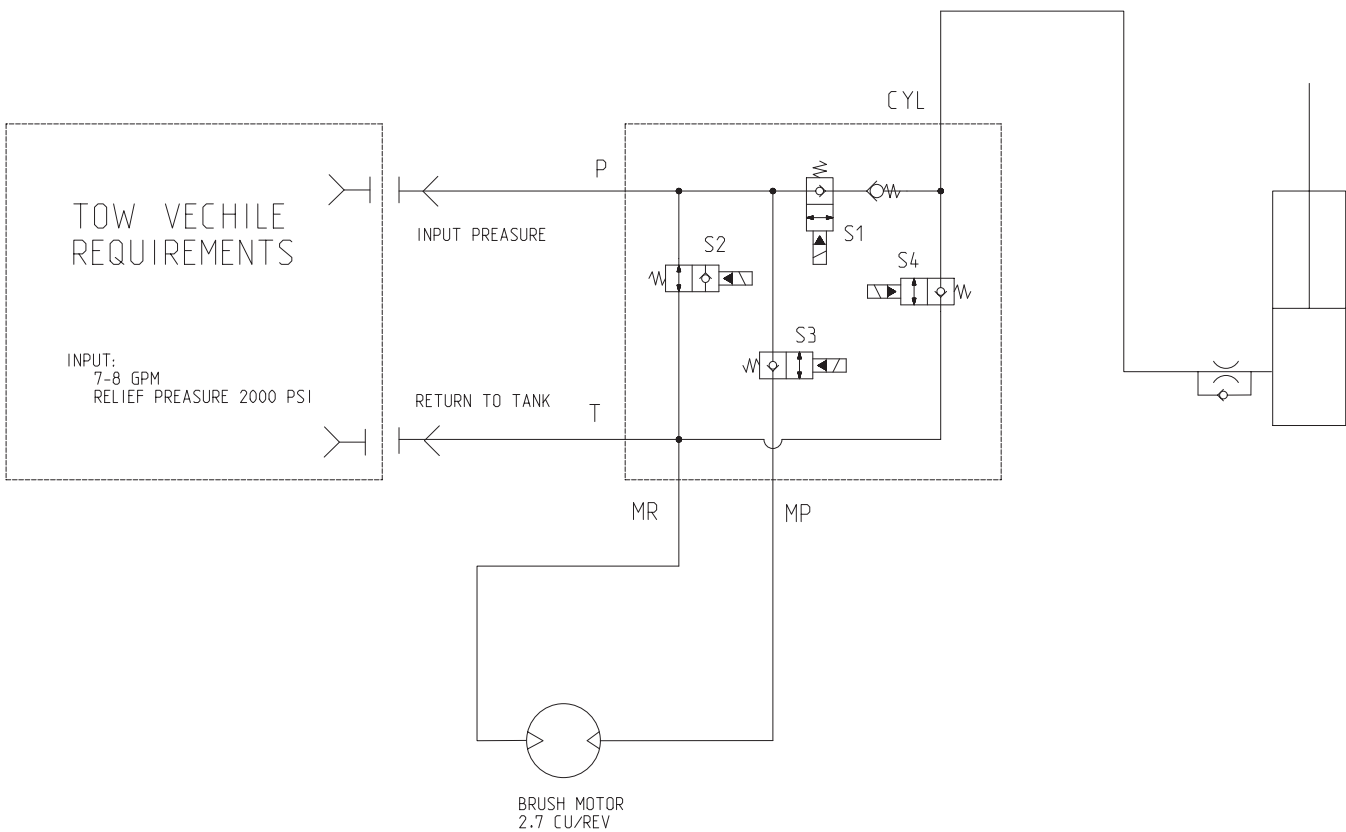 CYL
P
TOW VECHILE
REQUIREMENTS
INPUT PREASURE
S1
S2
S4
S3
INPUT:
7-8 GPM
RELIEF PREASURE 2000 PSI
RETURN TO TANK
T
MR
MP
BRUSH MOTOR
2.7 CU/REV